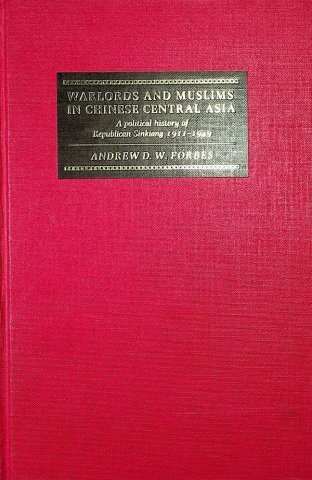 WARLORDS AND MUSLIMS
IN CHINESE CENTRAL ASIA
A political history of
Republican Sinkiang 1911–1949
ANDREW D. W. FORBES